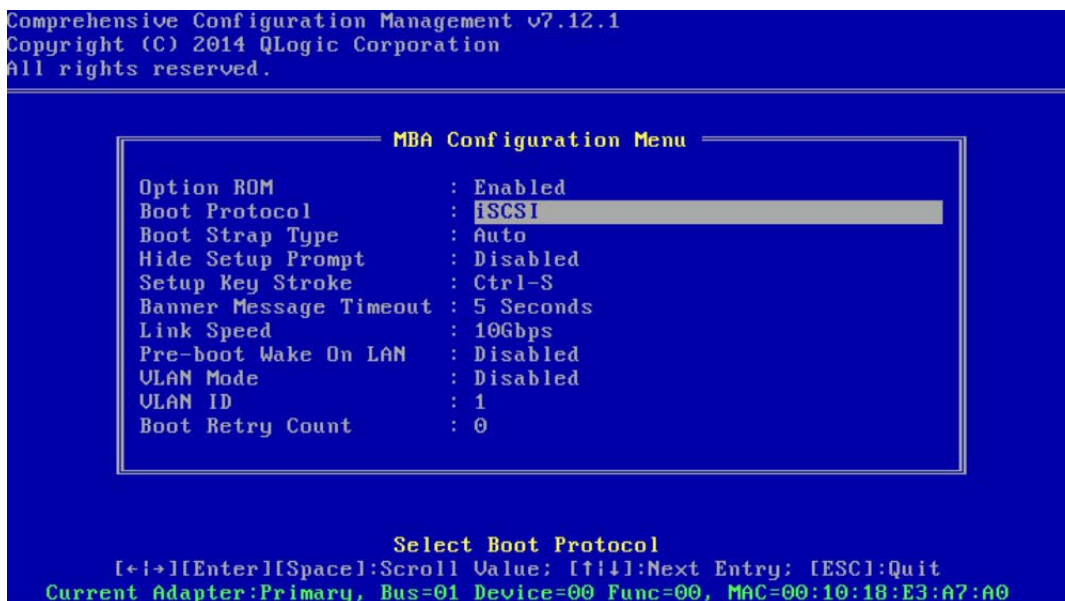 Comprehensive Configuration Management v7.12.1
Copyright (C) 2014 QLogic Corporation
All rights reserved.
MBA Configuration Menu
Option ROM : Enabled
Boot Protocol : iSCSI
Boot Strap Type : Auto
Hide Setup Prompt : Disabled
Setup Key Stroke : Ctrl-S
Banner Message Timeout : 5 Seconds
Link Speed : 10Gbps
Pre-boot Wake On LAN : Disabled
VLAN Mode : Disabled
VLAN ID : 1
Boot Retry Count : 0
Select Boot Protocol
[←|→][Enter][Space]:Scroll Value; [↑|↓]:Next Entry; [ESC]:Quit
Current Adapter:Primary, Bus=01 Device=00 Func=00, MAC=00:10:18:E3:A7:A0